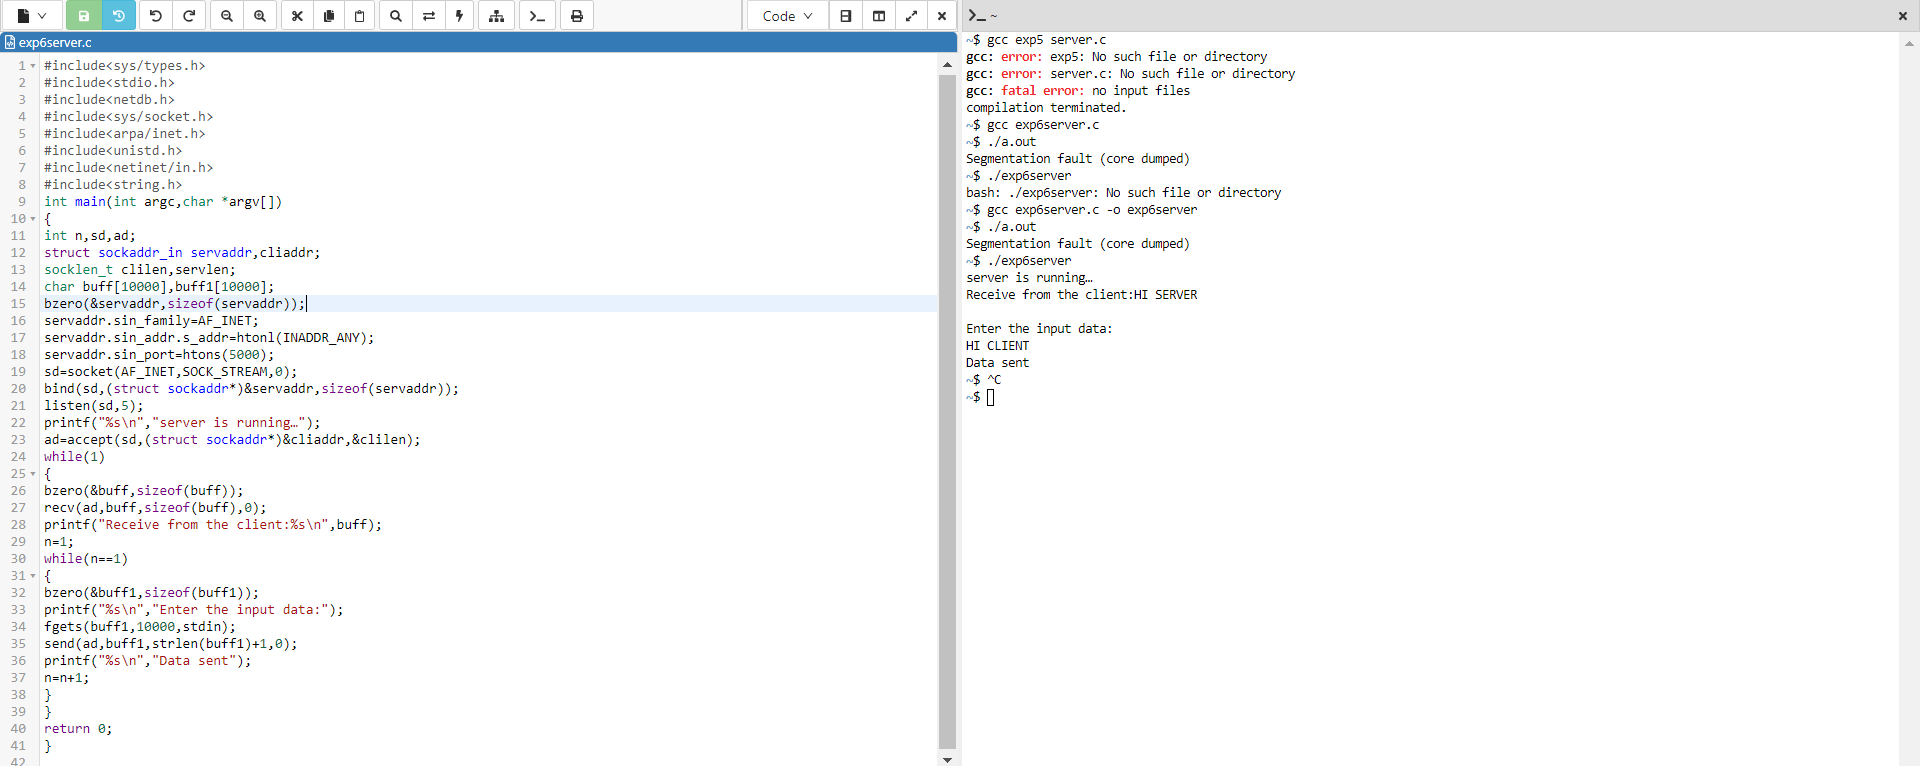 Code
exp6server.c
1 #include<sys/types.h>
2 #include<stdio.h>
3 #include<netdb.h>
4 #include<sys/socket.h>
5 #include<arpa/inet.h>
6 #include<unistd.h>
7 #include<netinet/in.h>
8 #include<string.h>
9 int main(int argc,char *argv[])
10 {
11 int n,sd,ad;
12 struct sockaddr_in servaddr,cliaddr;
13 socklen_t clilen,servlen;
14 char buff[10000],buff1[10000];
15 bzero(&servaddr,sizeof(servaddr));
16 servaddr.sin_family=AF_INET;
17 servaddr.sin_addr.s_addr=htonl(INADDR_ANY);
18 servaddr.sin_port=htons(5000);
19 sd=socket(AF_INET,SOCK_STREAM,0);
20 bind(sd,(struct sockaddr*)&servaddr,sizeof(servaddr));
21 listen(sd,5);
22 printf("%s\n","server is running…");
23 ad=accept(sd,(struct sockaddr*)&cliaddr,&clilen);
24 while(1)
25 {
26 bzero(&buff,sizeof(buff));
27 recv(ad,buff,sizeof(buff),0);
28 printf("Receive from the client:%s\n",buff);
29 n=1;
30 while(n==1)
31 {
32 bzero(&buff1,sizeof(buff1));
33 printf("%s\n","Enter the input data:");
34 fgets(buff1,10000,stdin);
35 send(ad,buff1,strlen(buff1)+1,0);
36 printf("%s\n","Data sent");
37 n=n+1;
38 }
39 }
40 return 0;
41 }
42
~
~$ gcc exp5 server.c
gcc: error: exp5: No such file or directory
gcc: error: server.c: No such file or directory
gcc: fatal error: no input files
compilation terminated.
~$ gcc exp6server.c
~$ ./a.out
Segmentation fault (core dumped)
~$ ./exp6server
bash: ./exp6server: No such file or directory
~$ gcc exp6server.c -o exp6server
~$ ./a.out
Segmentation fault (core dumped)
~$ ./exp6server
server is running…
Receive from the client:HI SERVER
Enter the input data:
HI CLIENT
Data sent
~$ ^C
~$